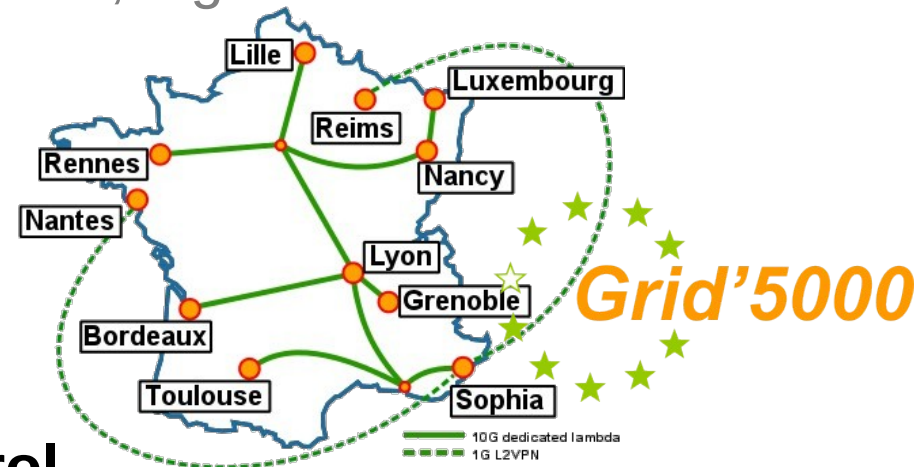 Lille
Luxembourg
Reims
Rennes
Nancy
Nantes
Lyon
Grid’5000
Grenoble
Bordeaux
Toulouse
Sophia
10G dedicated lambda
1G L2VPN